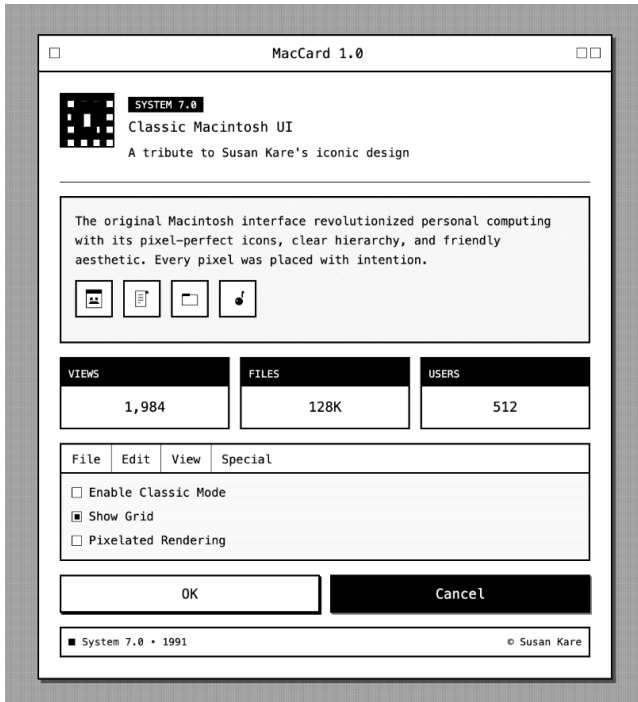 MacCard 1.0
SYSTEM 7.0
Classic Macintosh UI
A tribute to Susan Kare's iconic design
The original Macintosh interface revolutionized personal computing
with its pixel-perfect icons, clear hierarchy, and friendly
aesthetic. Every pixel was placed with intention.
VIEWS FILES USERS
1,984 128K 512
File Edit View Special
Enable Classic Mode
Show Grid
Pixelated Rendering
OK Cancel
■ System 7.0 • 1991 © Susan Kare